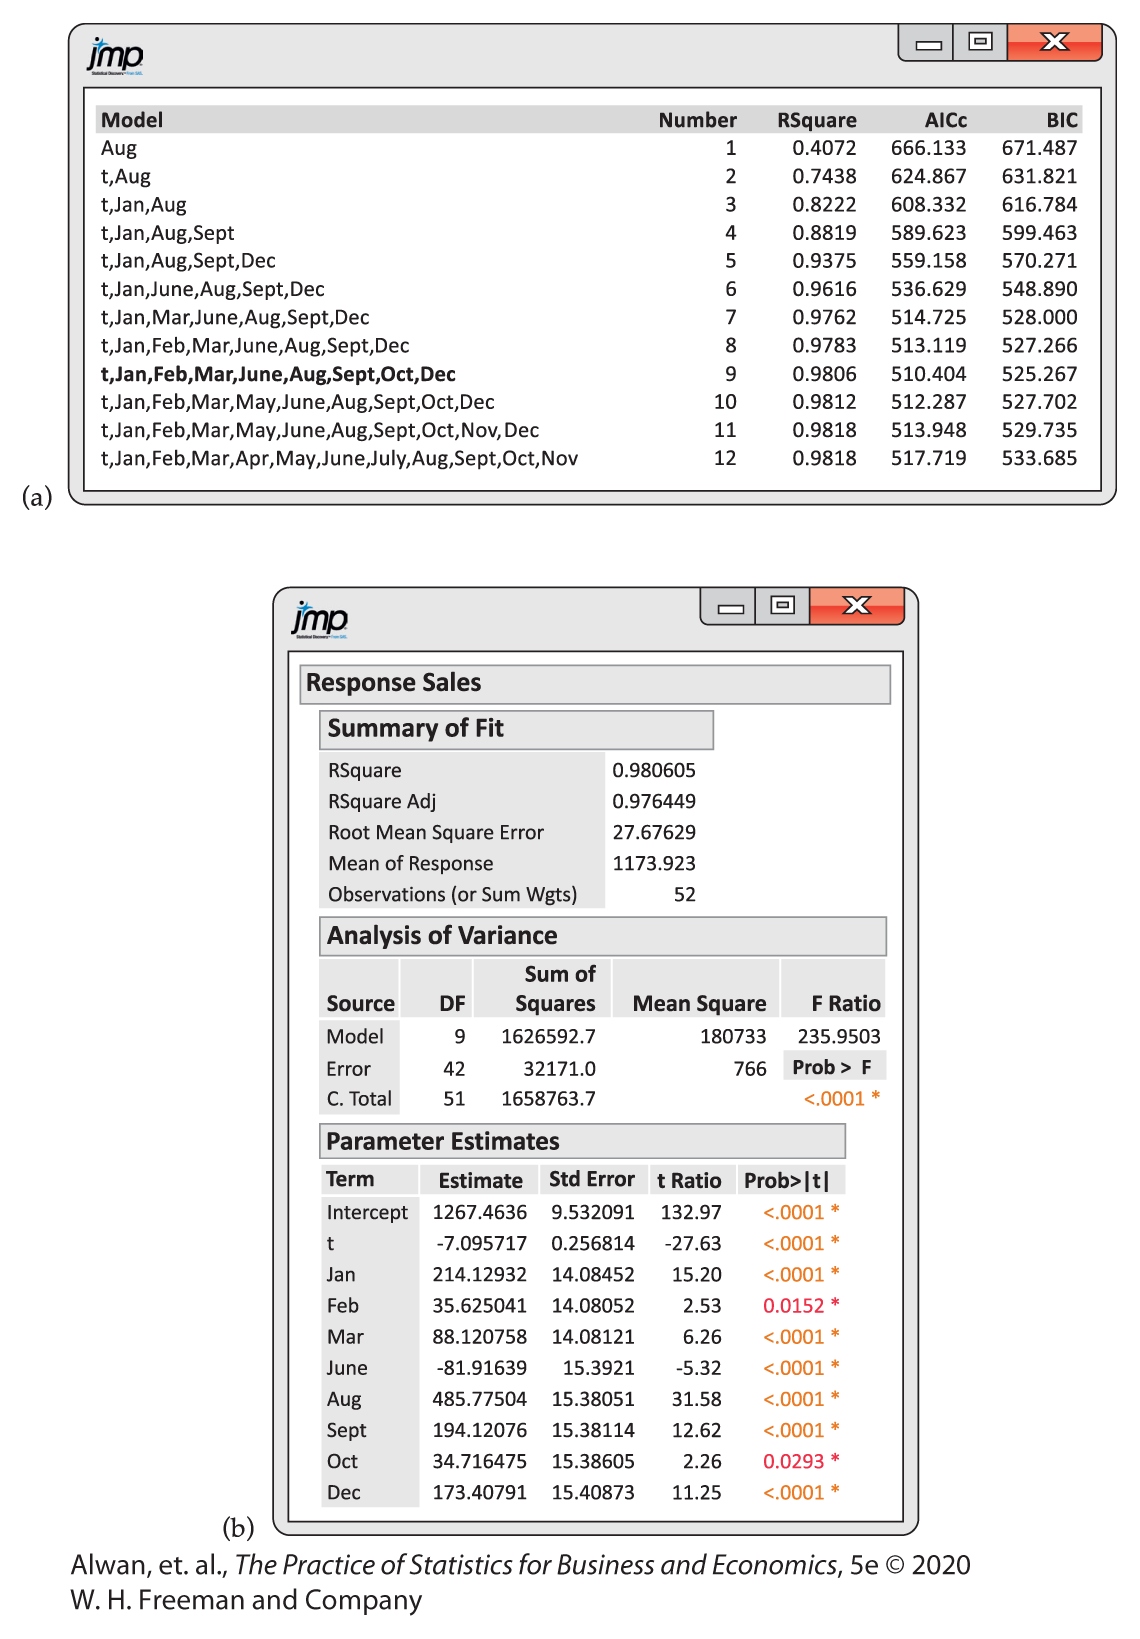 jmp
Statistical Discovery. From SAS.
Model Number RSquare AICc BIC
Aug 1 0.4072 666.133 671.487
t,Aug 2 0.7438 624.867 631.821
t,Jan,Aug 3 0.8222 608.332 616.784
t,Jan,Aug,Sept 4 0.8819 589.623 599.463
t,Jan,Aug,Sept,Dec 5 0.9375 559.158 570.271
t,Jan,June,Aug,Sept,Dec 6 0.9616 536.629 548.890
t,Jan,Mar,June,Aug,Sept,Dec 7 0.9762 514.725 528.000
t,Jan,Feb,Mar,June,Aug,Sept,Dec 8 0.9783 513.119 527.266
t,Jan,Feb,Mar,June,Aug,Sept,Oct,Dec 9 0.9806 510.404 525.267
t,Jan,Feb,Mar,May,June,Aug,Sept,Oct,Dec 10 0.9812 512.287 527.702
t,Jan,Feb,Mar,May,June,Aug,Sept,Oct,Nov,Dec 11 0.9818 513.948 529.735
t,Jan,Feb,Mar,Apr,May,June,July,Aug,Sept,Oct,Nov 12 0.9818 517.719 533.685
(a)
jmp
Statistical Discovery. From SAS.
Response Sales
Summary of Fit
RSquare 0.980605
RSquare Adj 0.976449
Root Mean Square Error 27.67629
Mean of Response 1173.923
Observations (or Sum Wgts) 52
Analysis of Variance
Sum of
Source DF Squares Mean Square F Ratio
Model 9 1626592.7 180733 235.9503
Error 42 32171.0 766 Prob > F
C. Total 51 1658763.7 <.0001 *
Parameter Estimates
Term Estimate Std Error t Ratio Prob>|t|
Intercept 1267.4636 9.532091 132.97 <.0001 *
t -7.095717 0.256814 -27.63 <.0001 *
Jan 214.12932 14.08452 15.20 <.0001 *
Feb 35.625041 14.08052 2.53 0.0152 *
Mar 88.120758 14.08121 6.26 <.0001 *
June -81.91639 15.3921 -5.32 <.0001 *
Aug 485.77504 15.38051 31.58 <.0001 *
Sept 194.12076 15.38114 12.62 <.0001 *
Oct 34.716475 15.38605 2.26 0.0293 *
Dec 173.40791 15.40873 11.25 <.0001 *
(b)
Alwan, et. al., The Practice of Statistics for Business and Economics, 5e © 2020
W. H. Freeman and Company